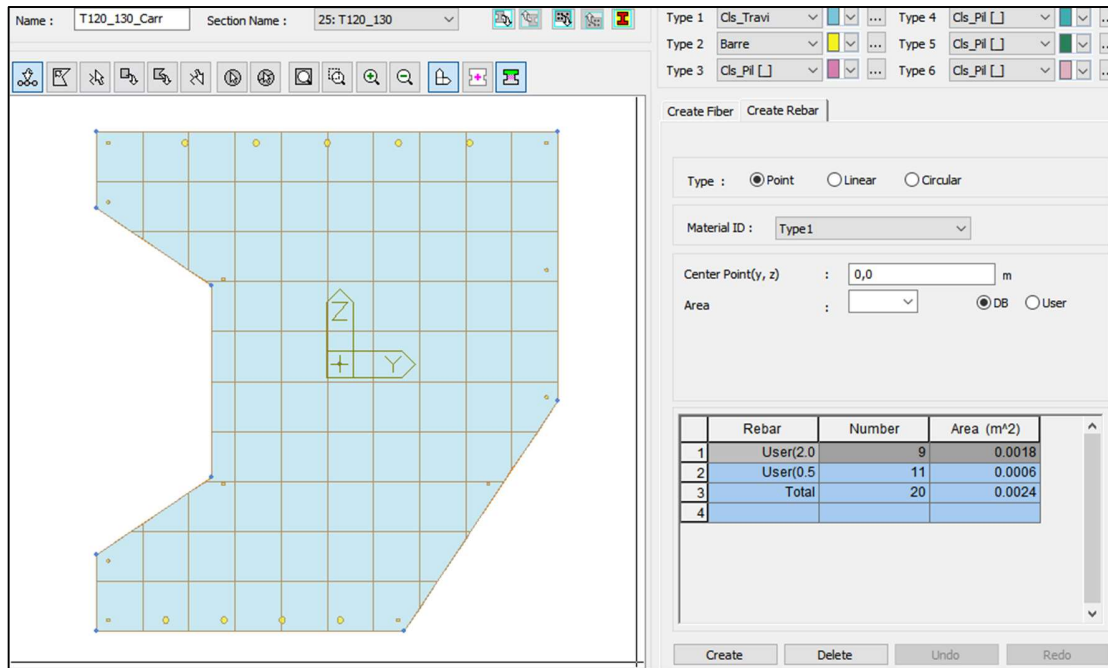 Name : T120_130_Carr Section Name : 25: T120_130
Type 1 Cls_Travi ... Type 4 Cls_Pil [_]
Type 2 Barre ... Type 5 Cls_Pil [_]
Type 3 Cls_Pil [_] ... Type 6 Cls_Pil [_]
Create Fiber Create Rebar
Type : Point Linear Circular
Material ID : Type1
Center Point(y, z) : 0,0 m
Area : DB User
Z
Y
Rebar Number Area (m^2)
1 User(2.0 9 0.0018
2 User(0.5 11 0.0006
3 Total 20 0.0024
4
Create Delete Undo Redo